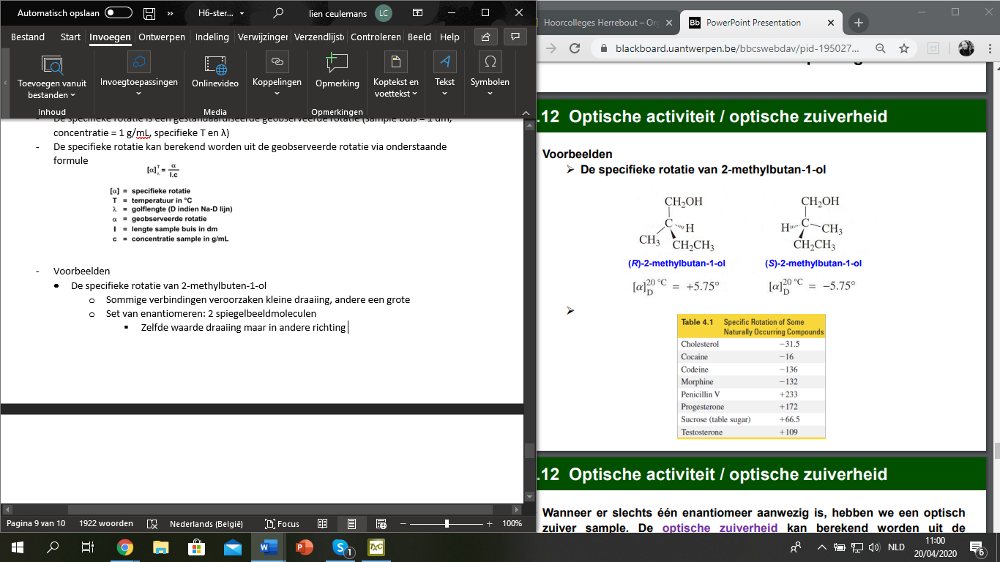 Automatisch opslaan
H6-ster...
lien ceulemans
LC
Bestand Start Invoegen Ontwerpen Indeling Verwijzingen Verzendlijst Controleren Beeld Help
Toevoegen vanuit bestanden
Invoegtoepassingen
Onlinevideo
Koppelingen
Opmerking
Koptekst en voettekst
Tekst
Symbolen
Inhoud
Media
Opmerkingen
- De specifieke rotatie is een gestandaardiseerde geobserveerde rotatie (sample buis = 1 dm,
concentratie = 1 g/mL, specifieke T en λ)
- De specifieke rotatie kan berekend worden uit de geobserveerde rotatie via onderstaande
formule
[α]Tλ = α / l.c
[α] = specifieke rotatie
T = temperatuur in °C
λ = golflengte (D indien Na-D lijn)
α = geobserveerde rotatie
l = lengte sample buis in dm
c = concentratie sample in g/mL
- Voorbeelden
• De specifieke rotatie van 2-methylbuten-1-ol
o Sommige verbindingen veroorzaken kleine draaiing, andere een grote
o Set van enantiomeren: 2 spiegelbeeldmoleculen
▪ Zelfde waarde draaiing maar in andere richting
Pagina 9 van 10 1922 woorden Nederlands (België) Focus 100%
Hoorcolleges Herrebout – Org
Bb PowerPoint Presentation
blackboard.uantwerpen.be/bbcswebdav/pid-195027...
.12 Optische activiteit / optische zuiverheid
Voorbeelden
➢ De specifieke rotatie van 2-methylbutan-1-ol
CH2OH
C
H
CH3
CH2CH3
(R)-2-methylbutan-1-ol
[α]20 °C D = +5.75°
CH2OH
H
C
CH3
CH2CH3
(S)-2-methylbutan-1-ol
[α]20 °C D = −5.75°
➢
Table 4.1 Specific Rotation of Some
Naturally Occurring Compounds
Cholesterol −31.5
Cocaine −16
Codeine −136
Morphine −132
Penicillin V +233
Progesterone +172
Sucrose (table sugar) +66.5
Testosterone +109
.12 Optische activiteit / optische zuiverheid
Wanneer er slechts één enantiomeer aanwezig is, hebben we een optisch
zuiver sample. De optische zuiverheid kan berekend worden uit de
1
TXC
NLD
11:00
20/04/2020
6